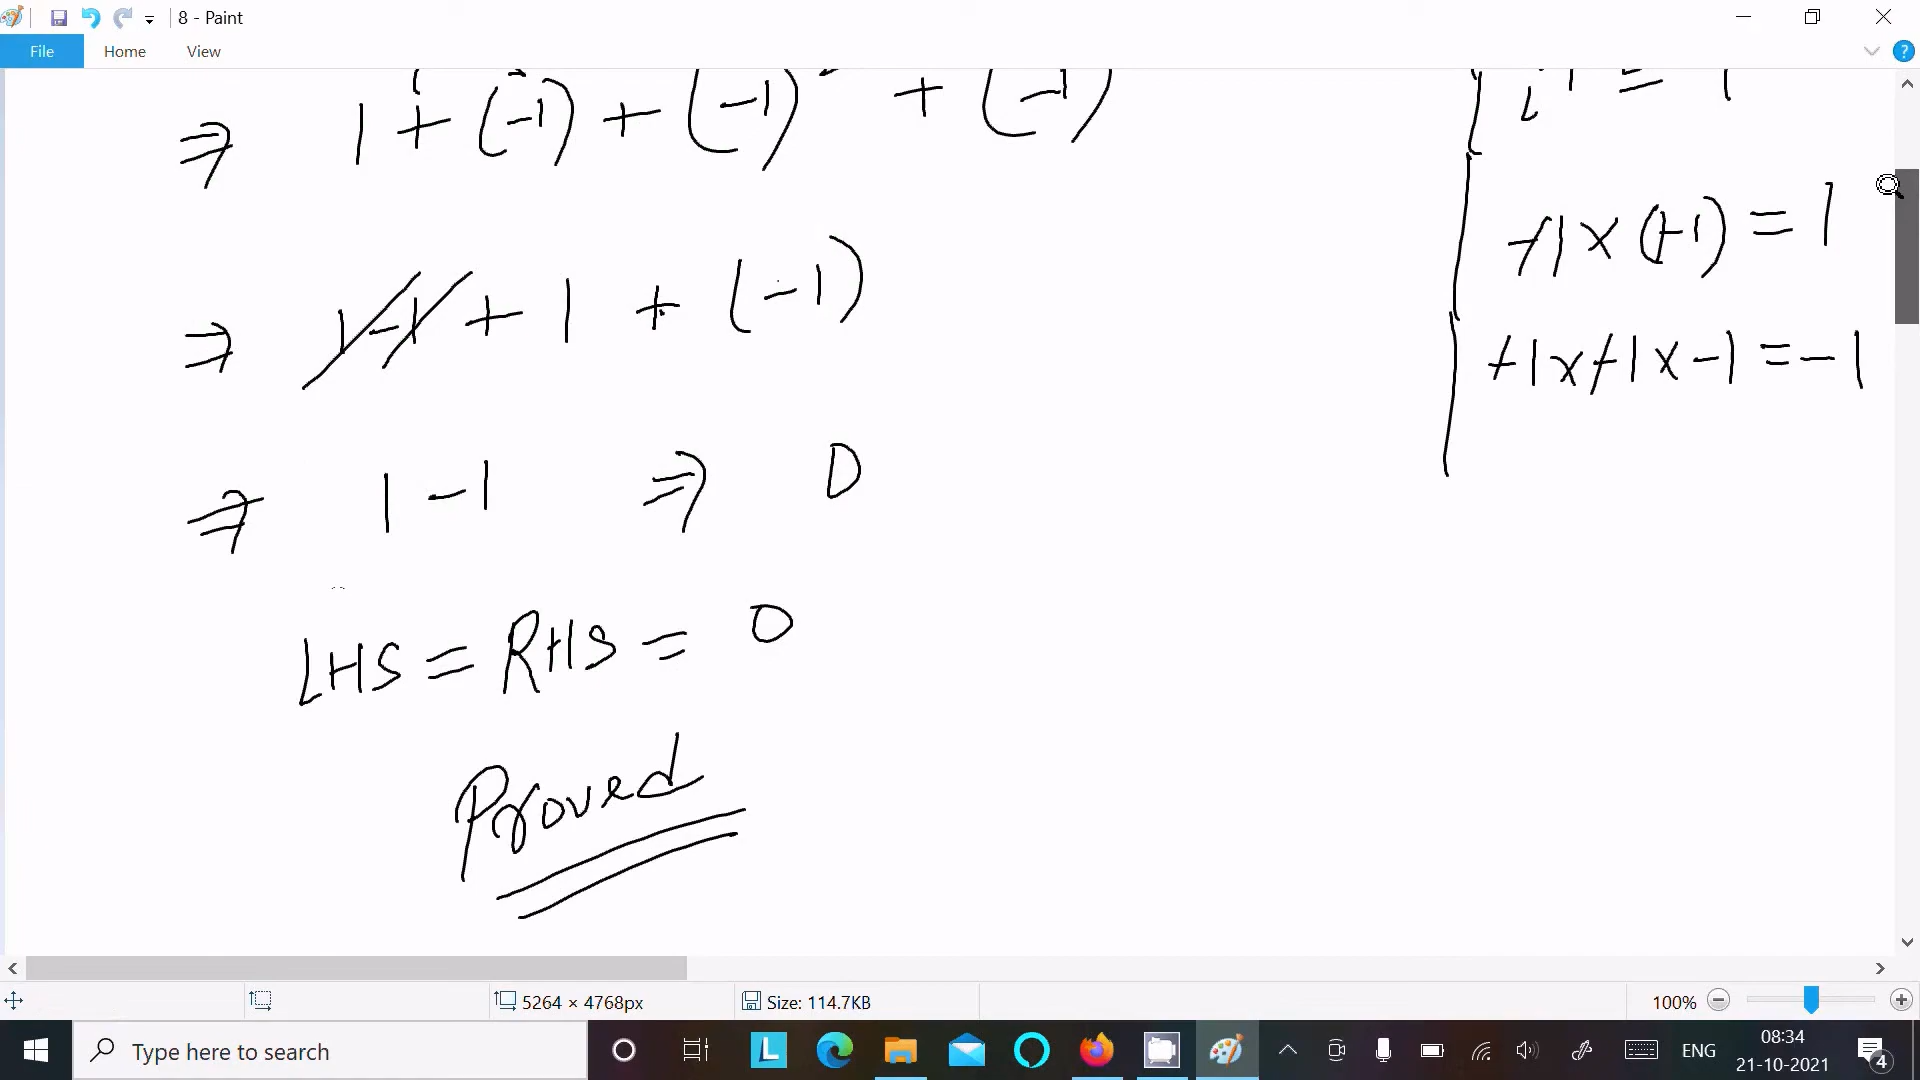 8 - Paint
File Home View
⇒ 1 + (-1) + (-1) + (-1)
⇒ 1 - 1 + 1 + (-1)
⇒ 1 - 1 ⇒ 0
LHS = RHS = 0
Proved
= 1
+1 x (+1) = 1
+1 x +1 x -1 = -1
5264 × 4768px
Size: 114.7KB
100%
Type here to search
L
ENG
08:34
21-10-2021
4